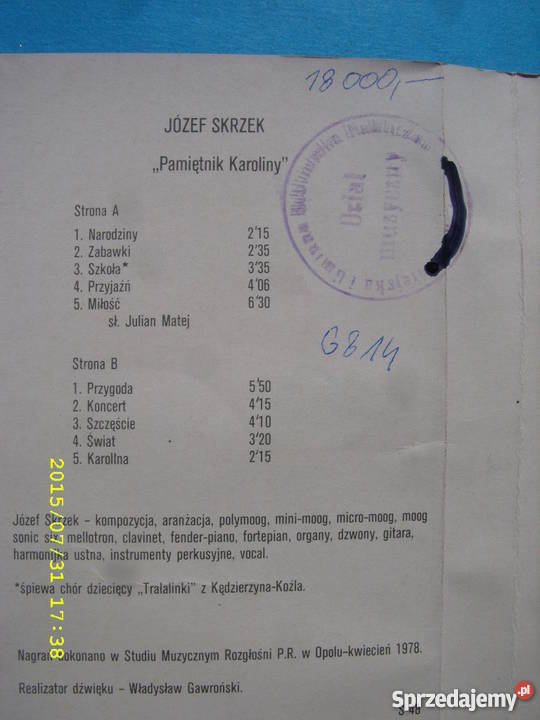 18 000,—
JÓZEF SKRZEK
„Pamiętnik Karoliny”
Strona A
1. Narodziny 2'15
2. Zabawki 2'35
3. Szkoła* 3'35
4. Przyjaźń 4'06
5. Miłość 6'30
sł. Julian Matej
Dział
Muzyczny
G814
Strona B
1. Przygoda 5'50
2. Koncert 4'15
3. Szczęście 4'10
4. Świat 3'20
5. Karolina 2'15
Józef Skrzek – kompozycja, aranżacja, polymoog, mini-moog, micro-moog, moog
sonic six, mellotron, clavinet, fender-piano, fortepian, organy, dzwony, gitara,
harmonijka ustna, instrumenty perkusyjne, vocal.
*śpiewa chór dziecięcy „Tralalinki” z Kędzierzyna-Koźla.
Nagrań dokonano w Studiu Muzycznym Rozgłośni P.R. w Opolu-kwiecień 1978.
Realizator dźwięku – Władysław Gawroński.
S-48
2015/07/31 17:38
Sprzedajemy.pl